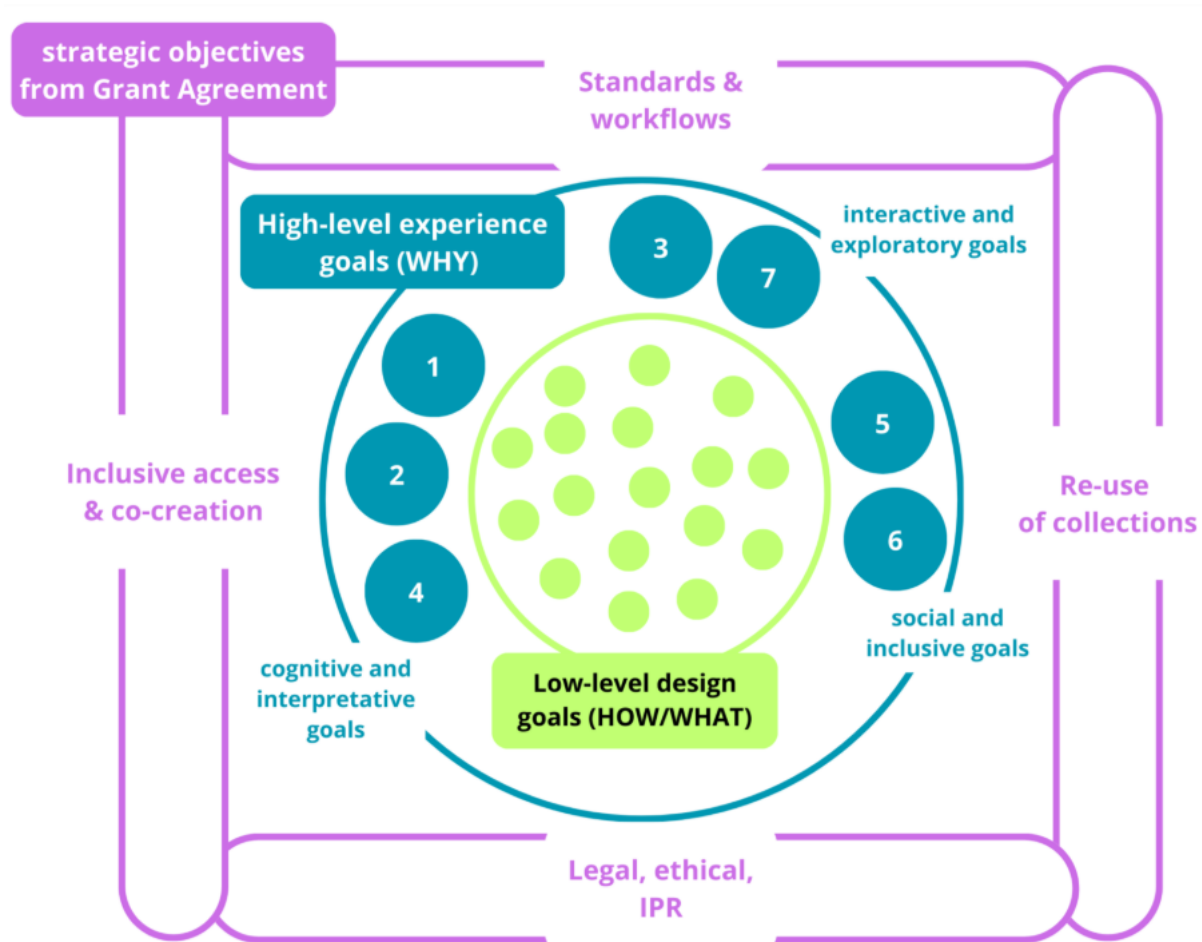 strategic objectives
from Grant Agreement
Standards &
workflows
High-level experience
goals (WHY)
interactive and
exploratory goals
3
7
1
5
2
6
4
Inclusive access
& co-creation
Re-use
of collections
social and
inclusive goals
cognitive and
interpretative
goals
Low-level design
goals (HOW/WHAT)
Legal, ethical,
IPR